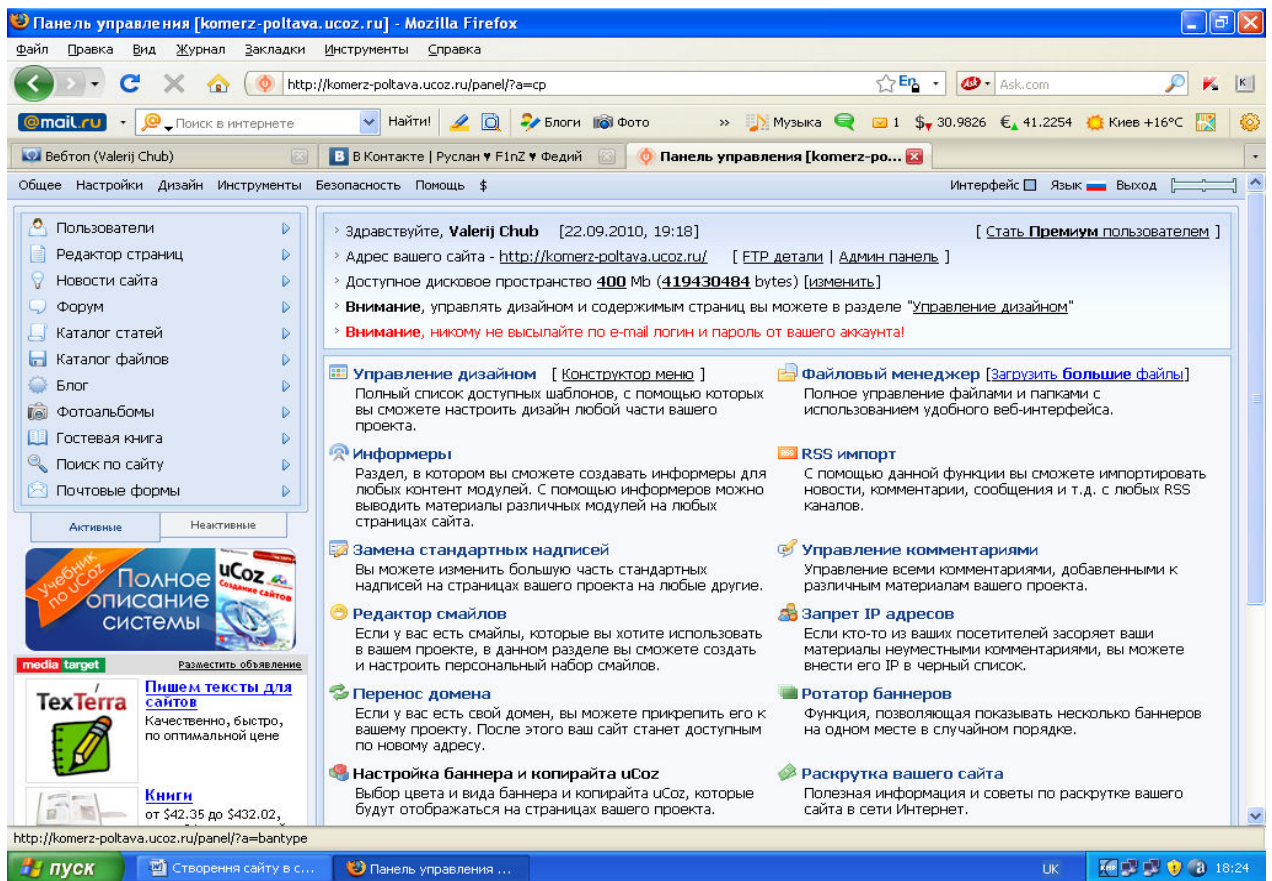 Панель управления [komerz-poltava.ucoz.ru] - Mozilla Firefox
Файл Правка Вид Журнал Закладки Инструменты Справка
http://komerz-poltava.ucoz.ru/panel/?a=cp En Ask.com
@mail.ru Поиск в интернете Найти! Блоги Фото » Музыка 1 $ 30.9826 € 41.2254 Киев +16°C
Вебтоп (Valerij Chub) В В Контакте | Руслан ♥ F1nZ ♥ Федий Панель управления [komerz-po...
Общее Настройки Дизайн Инструменты Безопасность Помощь $ Интерфейс Язык Выход
Пользователи
Редактор страниц
Новости сайта
Форум
Каталог статей
Каталог файлов
Блог
Фотоальбомы
Гостевая книга
Поиск по сайту
Почтовые формы
Активные Неактивные
Учебник по uCoz
Полное описание системы
uCoz
Создание сайтов
media target Разместить объявление
TexTerra
Пишем тексты для
сайтов
Качественно, быстро,
по оптимальной цене
Книги
от $42.35 до $432.02,
Здравствуйте, Valerij Chub [22.09.2010, 19:18] [ Стать Премиум пользователем ]
Адрес вашего сайта - http://komerz-poltava.ucoz.ru/ [ FTP детали | Админ панель ]
Доступное дисковое пространство 400 Mb (419430484 bytes) [изменить]
Внимание, управлять дизайном и содержимым страниц вы можете в разделе "Управление дизайном"
Внимание, никому не высылайте по e-mail логин и пароль от вашего аккаунта!
Управление дизайном [ Конструктор меню ]
Полный список доступных шаблонов, с помощью которых
вы сможете настроить дизайн любой части вашего
проекта.
Файловый менеджер [Загрузить большие файлы]
Полное управление файлами и папками с
использованием удобного веб-интерфейса.
Информеры
Раздел, в котором вы сможете создавать информеры для
любых контент модулей. С помощью информеров можно
выводить материалы различных модулей на любых
страницах сайта.
RSS импорт
С помощью данной функции вы сможете импортировать
новости, комментарии, сообщения и т.д. с любых RSS
каналов.
Замена стандартных надписей
Вы можете изменить большую часть стандартных
надписей на страницах вашего проекта на любые другие.
Управление комментариями
Управление всеми комментариями, добавленными к
различным материалам вашего проекта.
Редактор смайлов
Если у вас есть смайлы, которые вы хотите использовать
в вашем проекте, в данном разделе вы сможете создать
и настроить персональный набор смайлов.
Запрет IP адресов
Если кто-то из ваших посетителей засоряет ваши
материалы неуместными комментариями, вы можете
внести его IP в черный список.
Перенос домена
Если у вас есть свой домен, вы можете прикрепить его к
вашему проекту. После этого ваш сайт станет доступным
по новому адресу.
Ротатор баннеров
Функция, позволяющая показывать несколько баннеров
на одном месте в случайном порядке.
Настройка баннера и копирайта uCoz
Выбор цвета и вида баннера и копирайта uCoz, которые
будут отображаться на страницах вашего проекта.
Раскрутка вашего сайта
Полезная информация и советы по раскрутке вашего
сайта в сети Интернет.
http://komerz-poltava.ucoz.ru/panel/?a=bantype
пуск Створення сайту в с... Панель управления ... UK 18:24